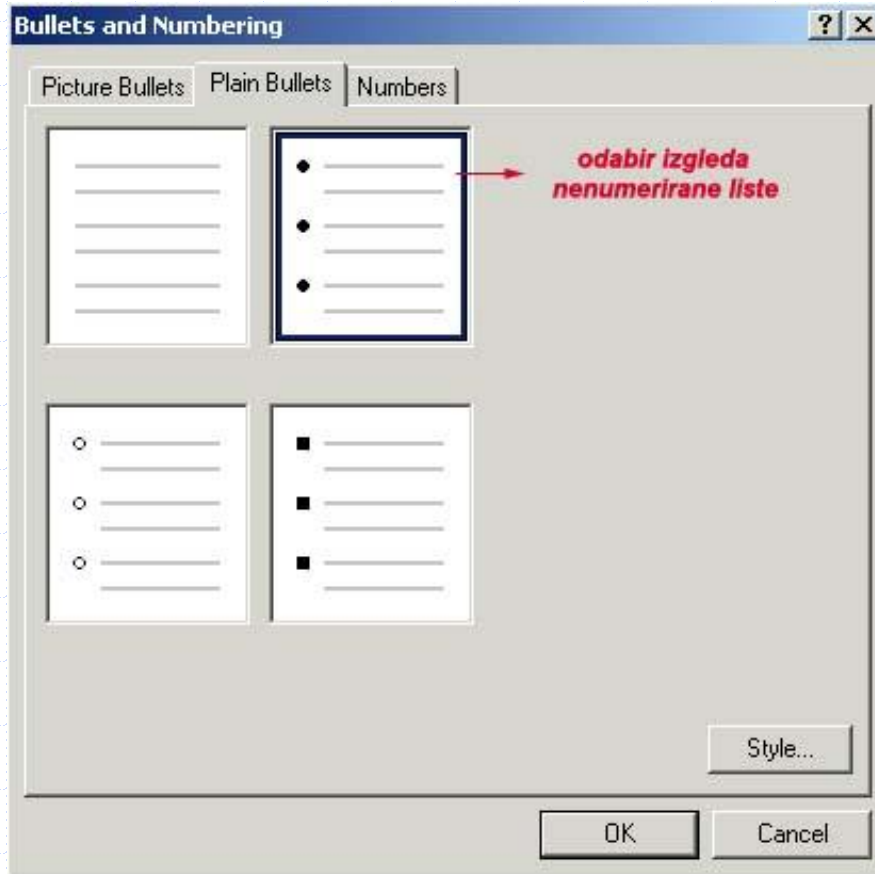 Bullets and Numbering
Picture Bullets Plain Bullets Numbers
odabir izgleda
nenumerirane liste
Style...
OK Cancel